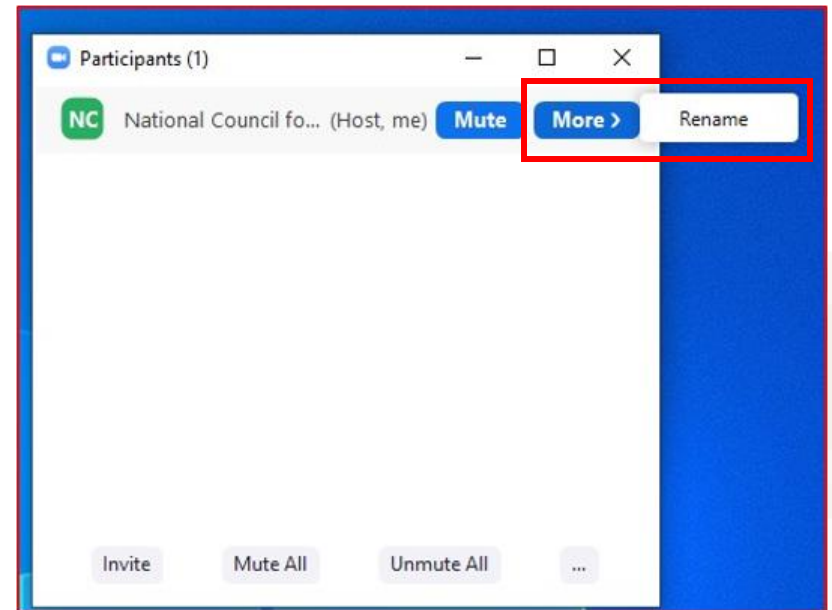 Participants (1)
NC National Council fo... (Host, me) Mute More > Rename
Invite Mute All Unmute All ...